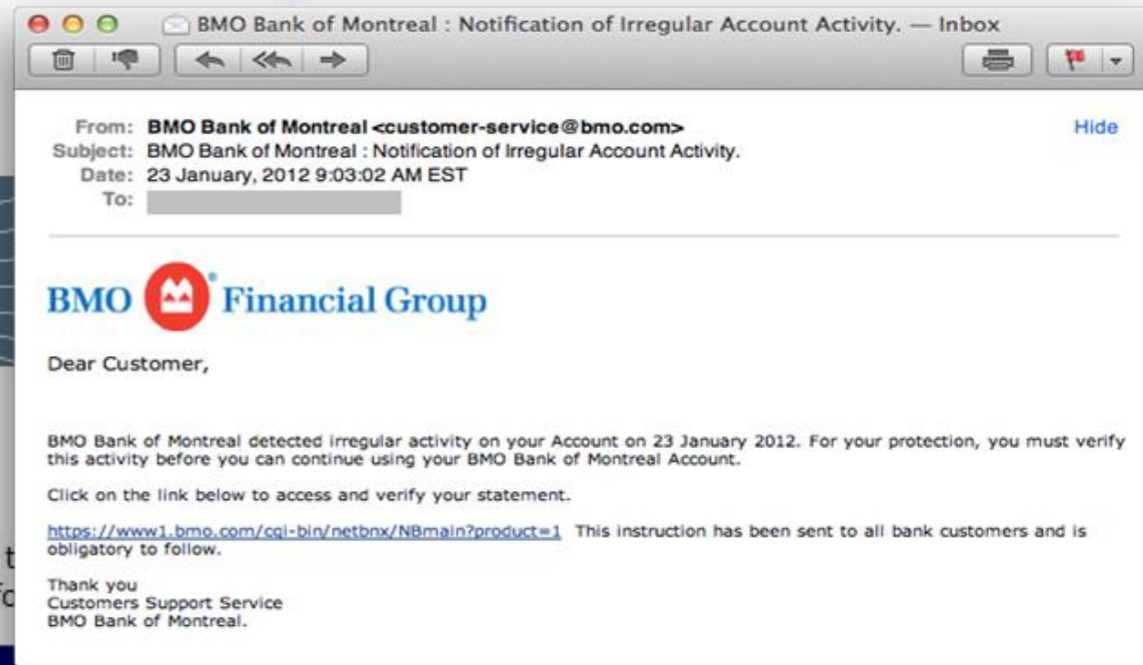 BMO Bank of Montreal : Notification of Irregular Account Activity. — Inbox
From: BMO Bank of Montreal <customer-service@bmo.com>
Hide
Subject: BMO Bank of Montreal : Notification of Irregular Account Activity.
Date: 23 January, 2012 9:03:02 AM EST
To:
BMO Financial Group
Dear Customer,
BMO Bank of Montreal detected irregular activity on your Account on 23 January 2012. For your protection, you must verify
this activity before you can continue using your BMO Bank of Montreal Account.
Click on the link below to access and verify your statement.
https://www1.bmo.com/cgi-bin/netbnx/NBmain?product=1 This instruction has been sent to all bank customers and is
obligatory to follow.
Thank you
Customers Support Service
BMO Bank of Montreal.